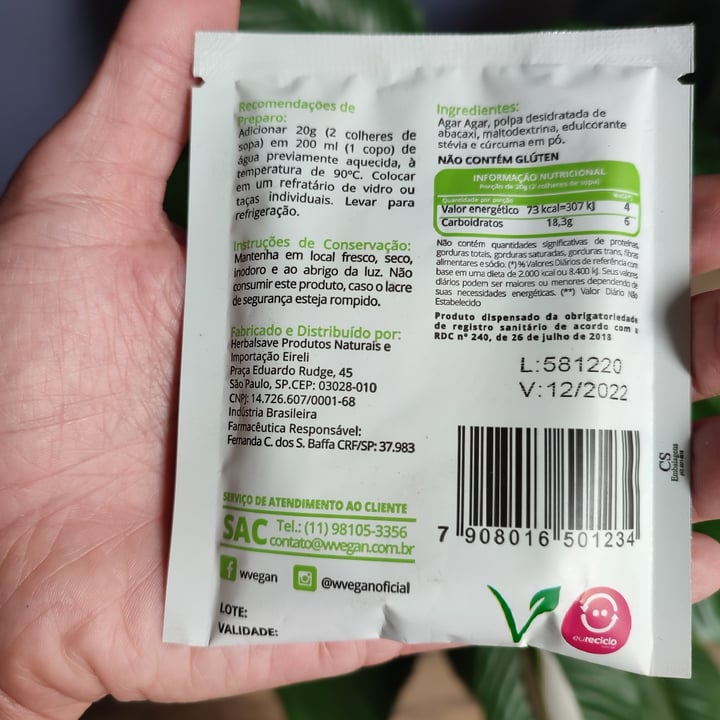 Recomendações de
Preparo:
Adicionar 20g (2 colheres de
sopa) em 200 ml (1 copo) de
água previamente aquecida, à
temperatura de 90ºC. Colocar
em um refratário de vidro ou
taças individuais. Levar para
refrigeração.
Instruções de Conservação:
Mantenha em local fresco, seco,
inodoro e ao abrigo da luz. Não
consumir este produto, caso o lacre
de segurança esteja rompido.
Fabricado e Distribuído por:
Herbalsave Produtos Naturais e
Importação Eireli
Praça Eduardo Rudge, 45
São Paulo, SP.CEP: 03028-010
CNPJ: 14.726.607/0001-68
Indústria Brasileira
Farmacêutica Responsável:
Fernanda C. dos S. Baffa CRF/SP: 37.983
SERVIÇO DE ATENDIMENTO AO CLIENTE
SAC Tel.: (11) 98105-3356
contato@wvegan.com.br
wvegan @wveganoficial
LOTE:
VALIDADE:
Ingredientes:
Agar Agar, polpa desidratada de
abacaxi, maltodextrina, edulcorante
stévia e cúrcuma em pó.
NÃO CONTÉM GLÚTEN
INFORMAÇÃO NUTRICIONAL
Porção de 20g (2 colheres de sopa)
Quantidade por porção %VD(*)
Valor energético 73 kcal=307 kJ 4
Carboidratos 18,3g 6
Não contém quantidades significativas de proteínas,
gorduras totais, gorduras saturadas, gorduras trans, fibras
alimentares e sódio. (*) % Valores Diários de referência com
base em uma dieta de 2.000 kcal ou 8.400 kJ. Seus valores
diários podem ser maiores ou menores dependendo de
suas necessidades energéticas. (**) Valor Diário Não
Estabelecido
Produto dispensado da obrigatoriedade
de registro sanitário de acordo com a
RDC nº 240, de 26 de julho de 2018
L:581220
V:12/2022
7 908016 501234
CS
Embalagens
eureciclo